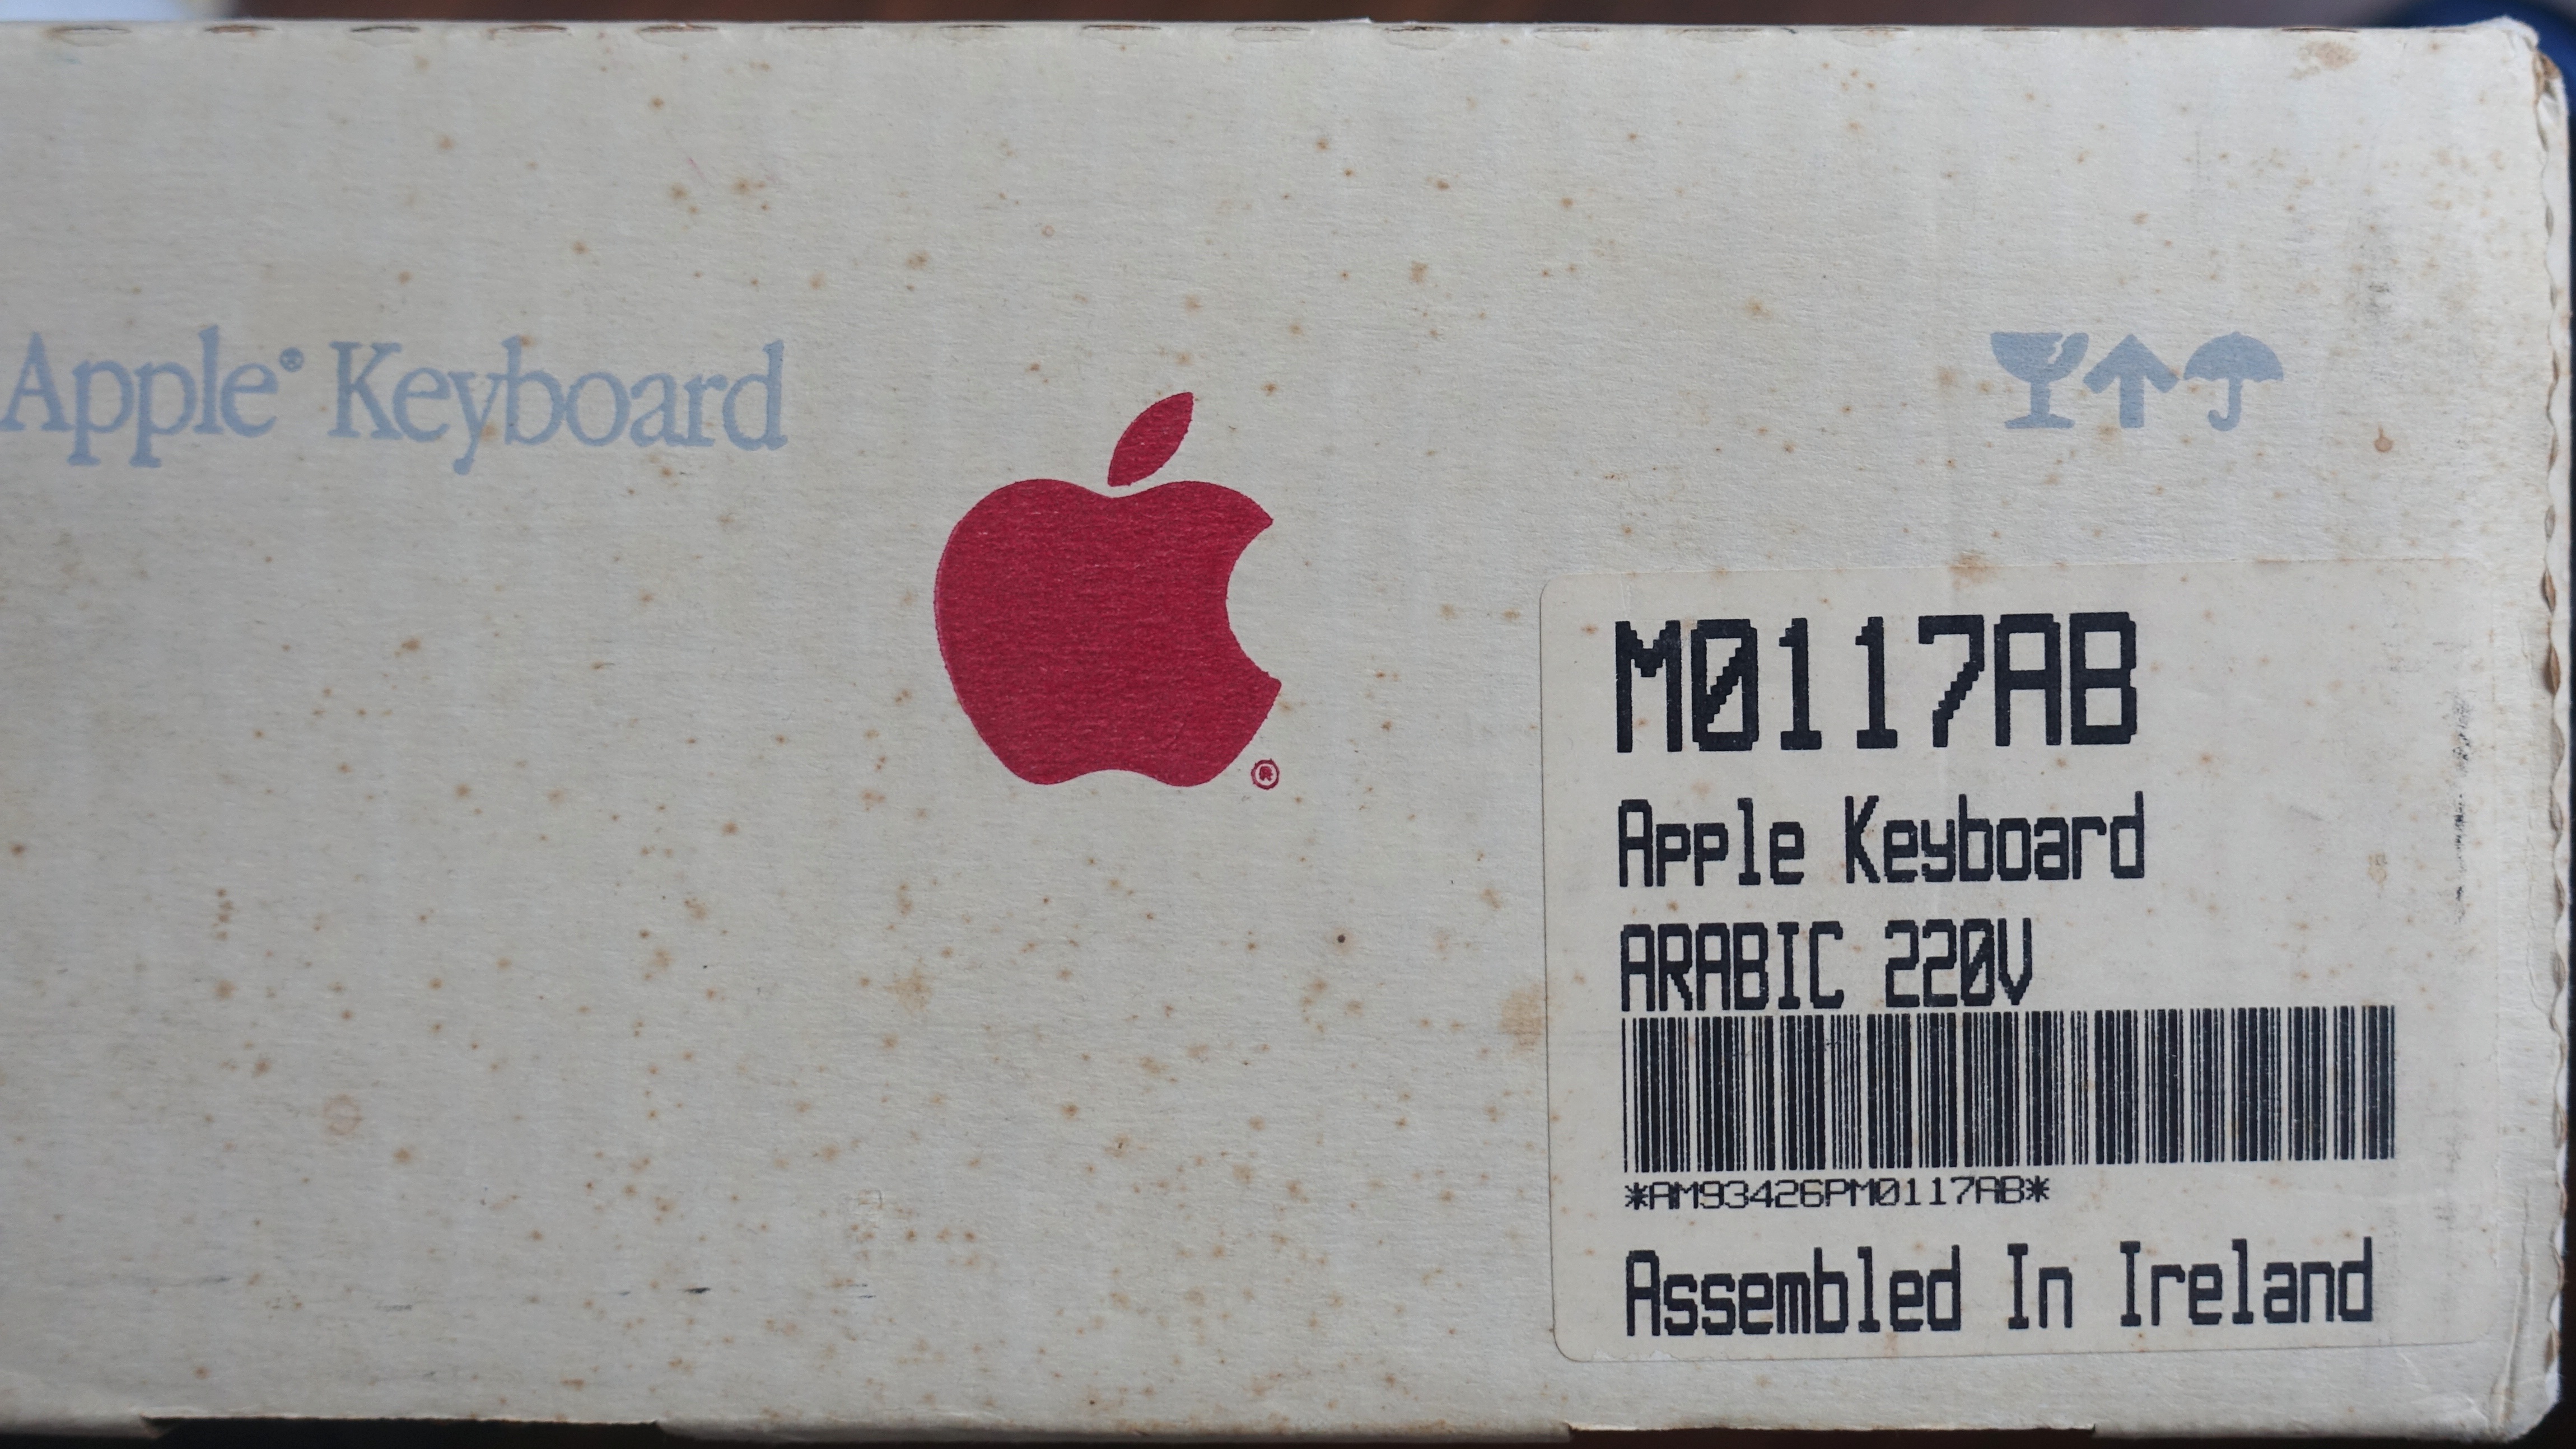 Apple® Keyboard
®
M0117AB
Apple Keyboard
ARABIC 220V
*AM93426PM0117AB*
Assembled In Ireland